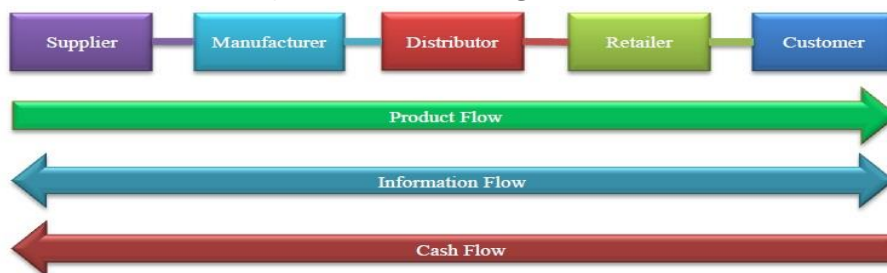 Supplier Manufacturer Distributor Retailer Customer
Product Flow
Information Flow
Cash Flow